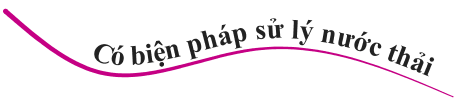 Có biện pháp sử lý nước thải